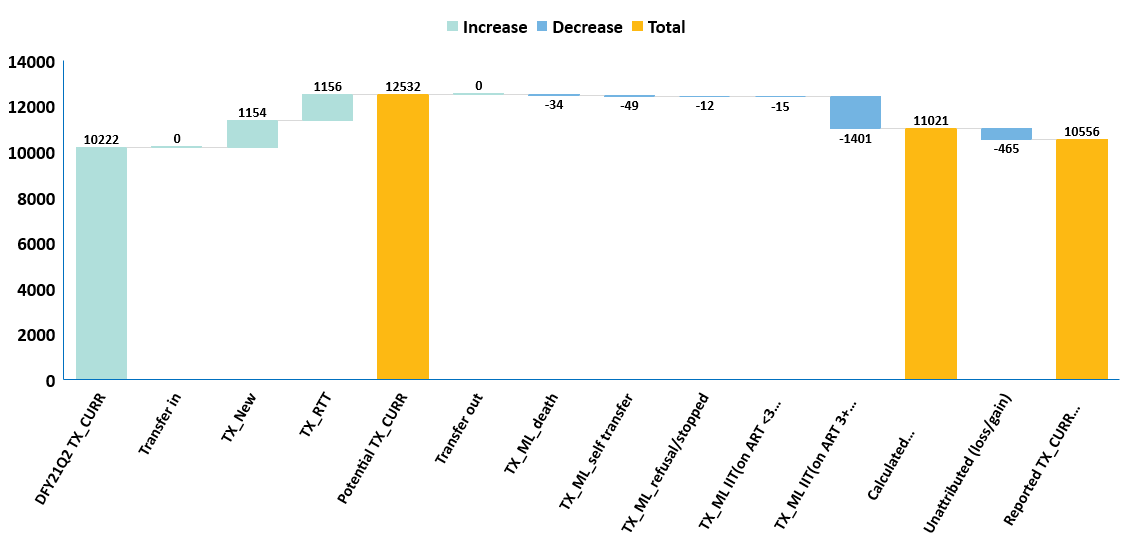 Increase Decrease Total
14000
12000
10000
8000
6000
4000
2000
0
10222
0
1154
1156
12532
0
-34
-49
-12
-15
-1401
11021
-465
10556
DFY21Q2 TX_CURR
Transfer in
TX_New
TX_RTT
Potential TX_CURR
Transfer out
TX_ML_death
TX_ML_self transfer
TX_ML_refusal/stopped
TX_ML IIT(on ART <3...
TX_ML IIT(on ART 3+...
Calculated...
Unattributed (loss/gain)
Reported TX_CURR...